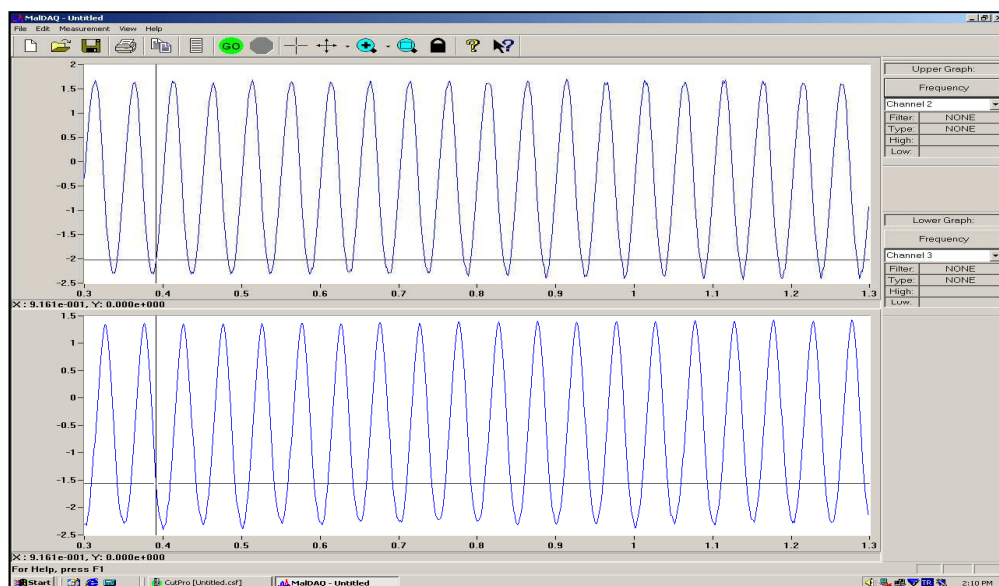 MalDAQ - Untitled
File Edit Measurement View Help
GO
2
1.5
1
0.5
0
-0.5
-1
-1.5
-2
-2.5
0.3 0.4 0.5 0.6 0.7 0.8 0.9 1 1.1 1.2 1.3
X : 9.161e-001, Y: 0.000e+000
Upper Graph:
Frequency
Channel 2
Filter: NONE
Type: NONE
High:
Low:
Lower Graph:
Frequency
Channel 3
Filter: NONE
Type: NONE
High:
Low:
1.5
1
0.5
0
-0.5
-1
-1.5
-2
-2.5
0.3 0.4 0.5 0.6 0.7 0.8 0.9 1 1.1 1.2 1.3
X : 9.161e-001, Y: 0.000e+000
For Help, press F1
Start CutPro [Untitled.csf] MalDAQ - Untitled TR 2:10 PM